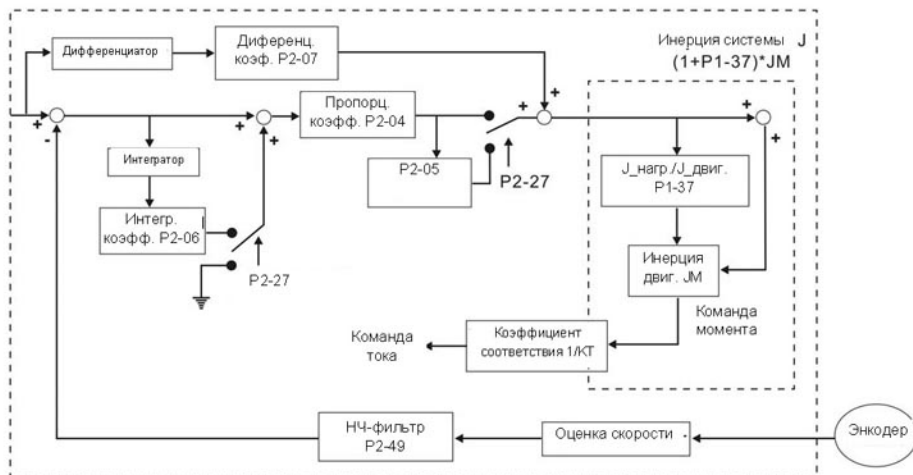 Дифференциатор
Диференц.
коэф. P2-07
Инерция системы J
(1+P1-37)*JM
+
-
+
+
Пропорц.
коэфф. P2-04
+
+
+
+
Интегратор
P2-05
P2-27
J_нагр./J_двиг.
P1-37
Интегр.
коэфф. P2-06
P2-27
Инерция
двиг. JM
Команда
момента
Команда
тока
Коэффициент
соответствия 1/KT
НЧ-фильтр
P2-49
Оценка скорости
Энкодер